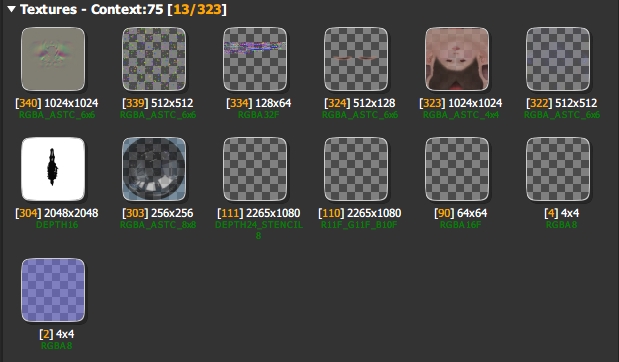 Textures - Context:75 [13/323]
[340] 1024x1024
RGBA_ASTC_6x6
[339] 512x512
RGBA_ASTC_6x6
[334] 128x64
RGBA32F
[324] 512x128
RGBA_ASTC_6x6
[323] 1024x1024
RGBA_ASTC_4x4
[322] 512x512
RGBA_ASTC_6x6
[304] 2048x2048
DEPTH16
[303] 256x256
RGBA_ASTC_8x8
[111] 2265x1080
DEPTH24_STENCIL
8
[110] 2265x1080
R11F_G11F_B10F
[90] 64x64
RGBA16F
[4] 4x4
RGBA8
[2] 4x4
RGBA8